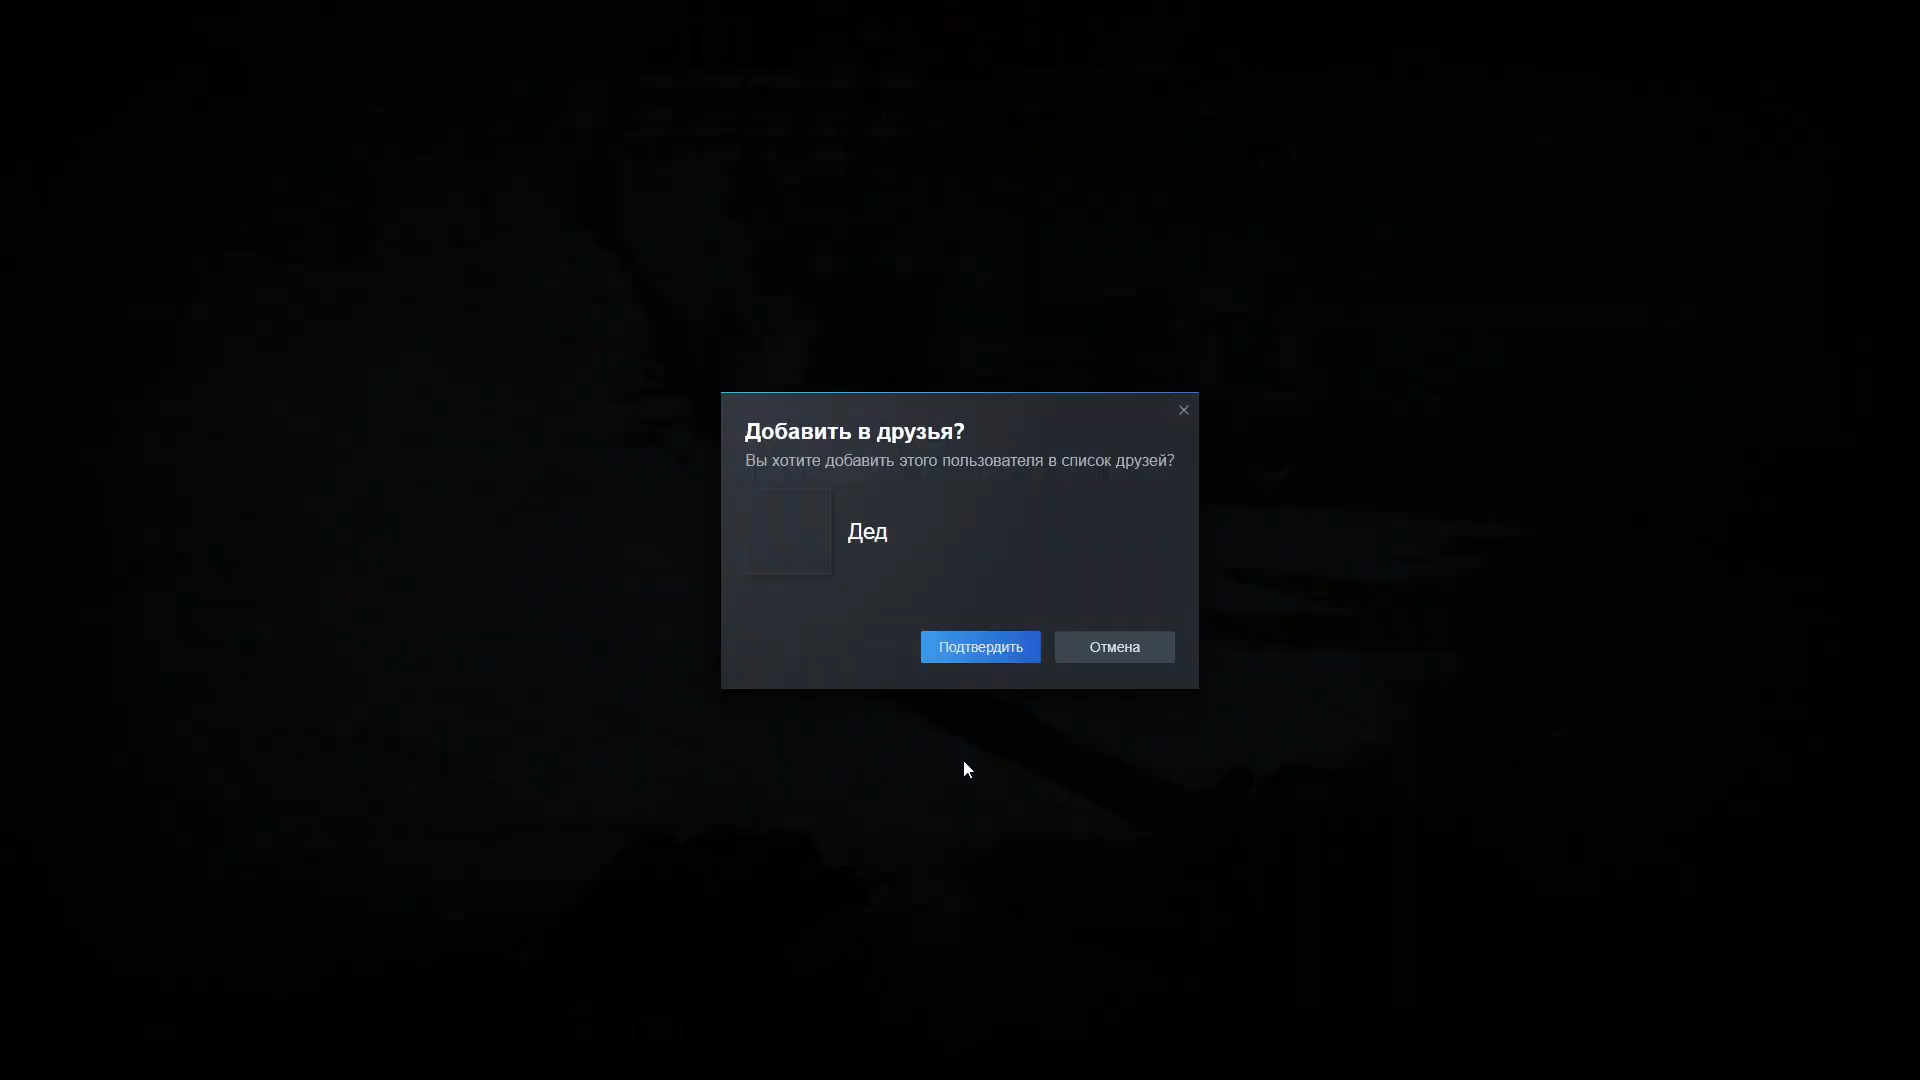 Добавить в друзья?
Вы хотите добавить этого пользователя в список друзей?
Дед
Подтвердить
Отмена